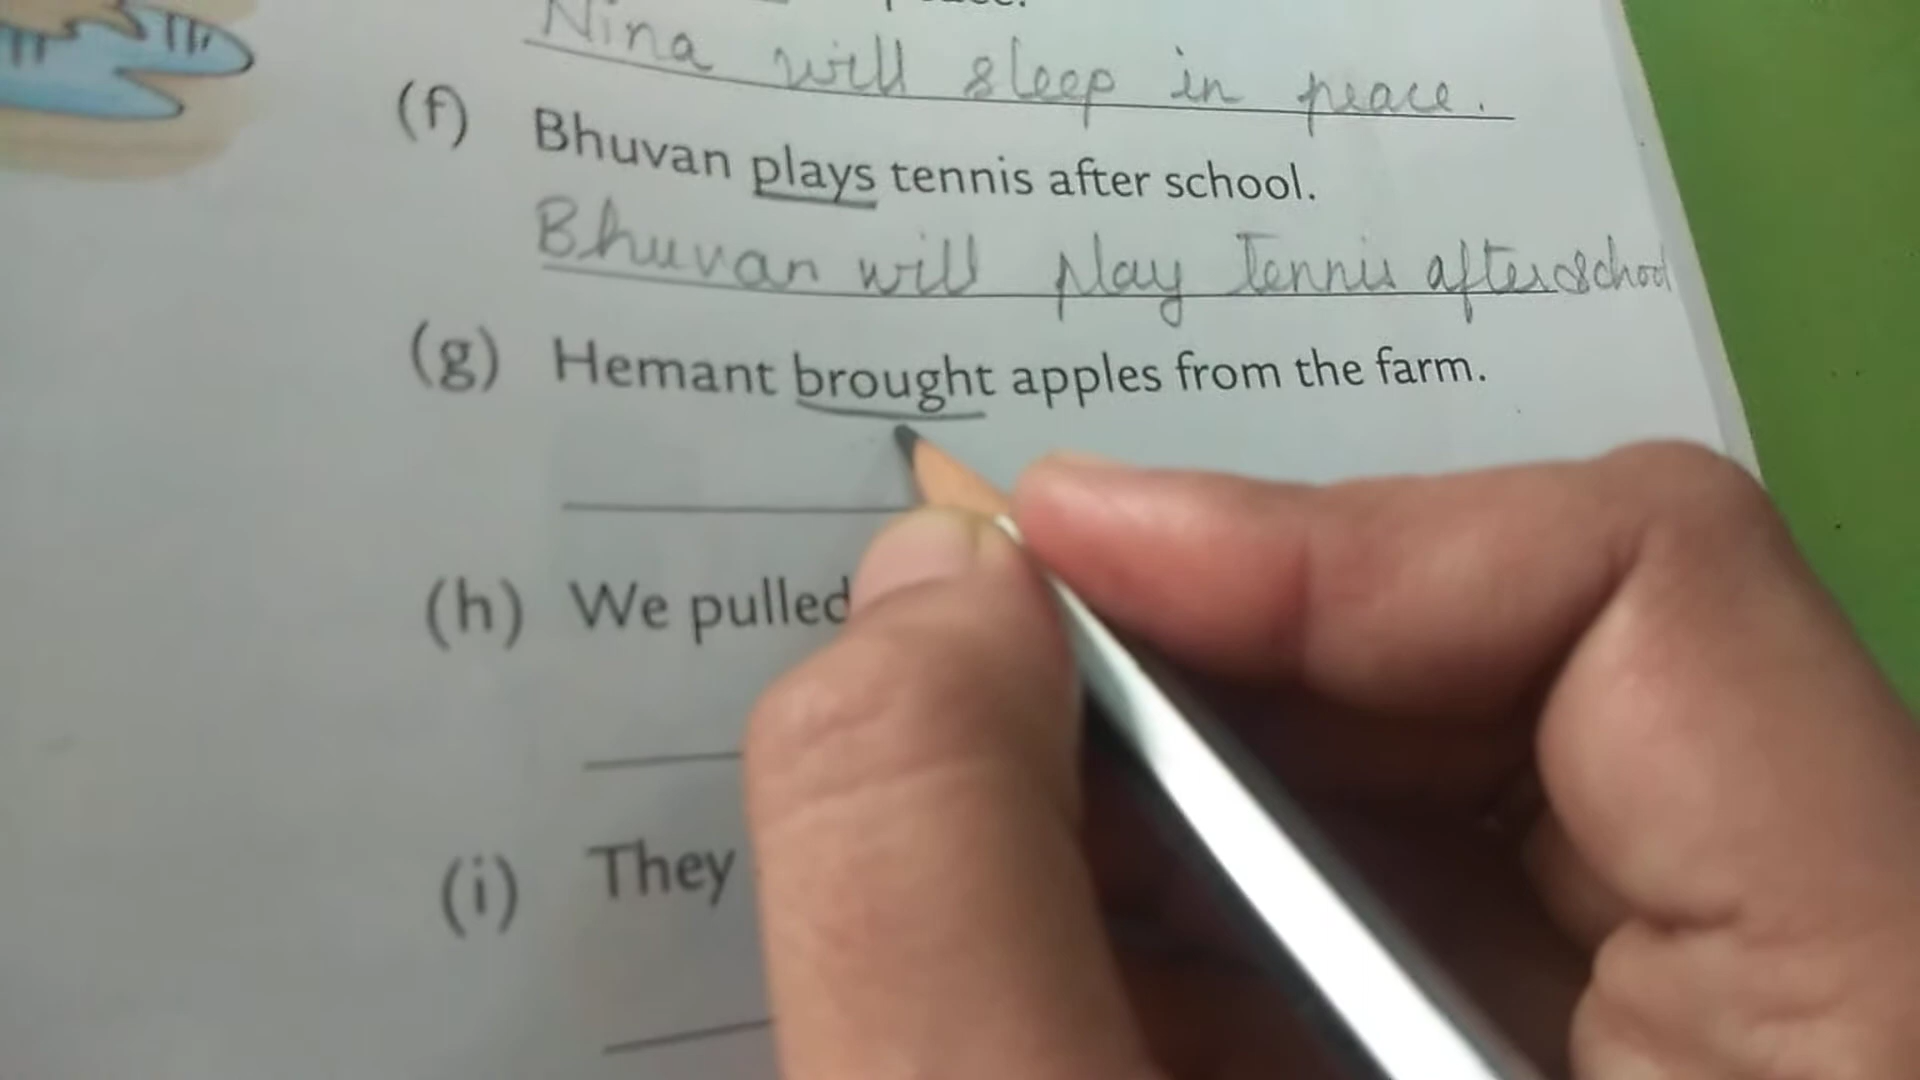 Nina will sleep in peace.
(f) Bhuvan plays tennis after school.
Bhuvan will play Tennis after school
(g) Hemant brought apples from the farm.
(h) We pulled
(i) They